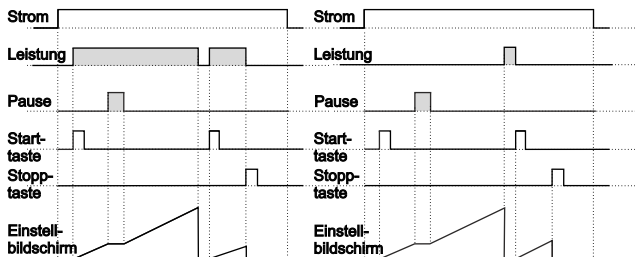 Strom
Leistung
Pause
Start-
taste
Stopp-
taste
Einstell-
bildschirm
Strom
Leistung
Pause
Start-
taste
Stopp-
taste
Einstell-
bildschirm